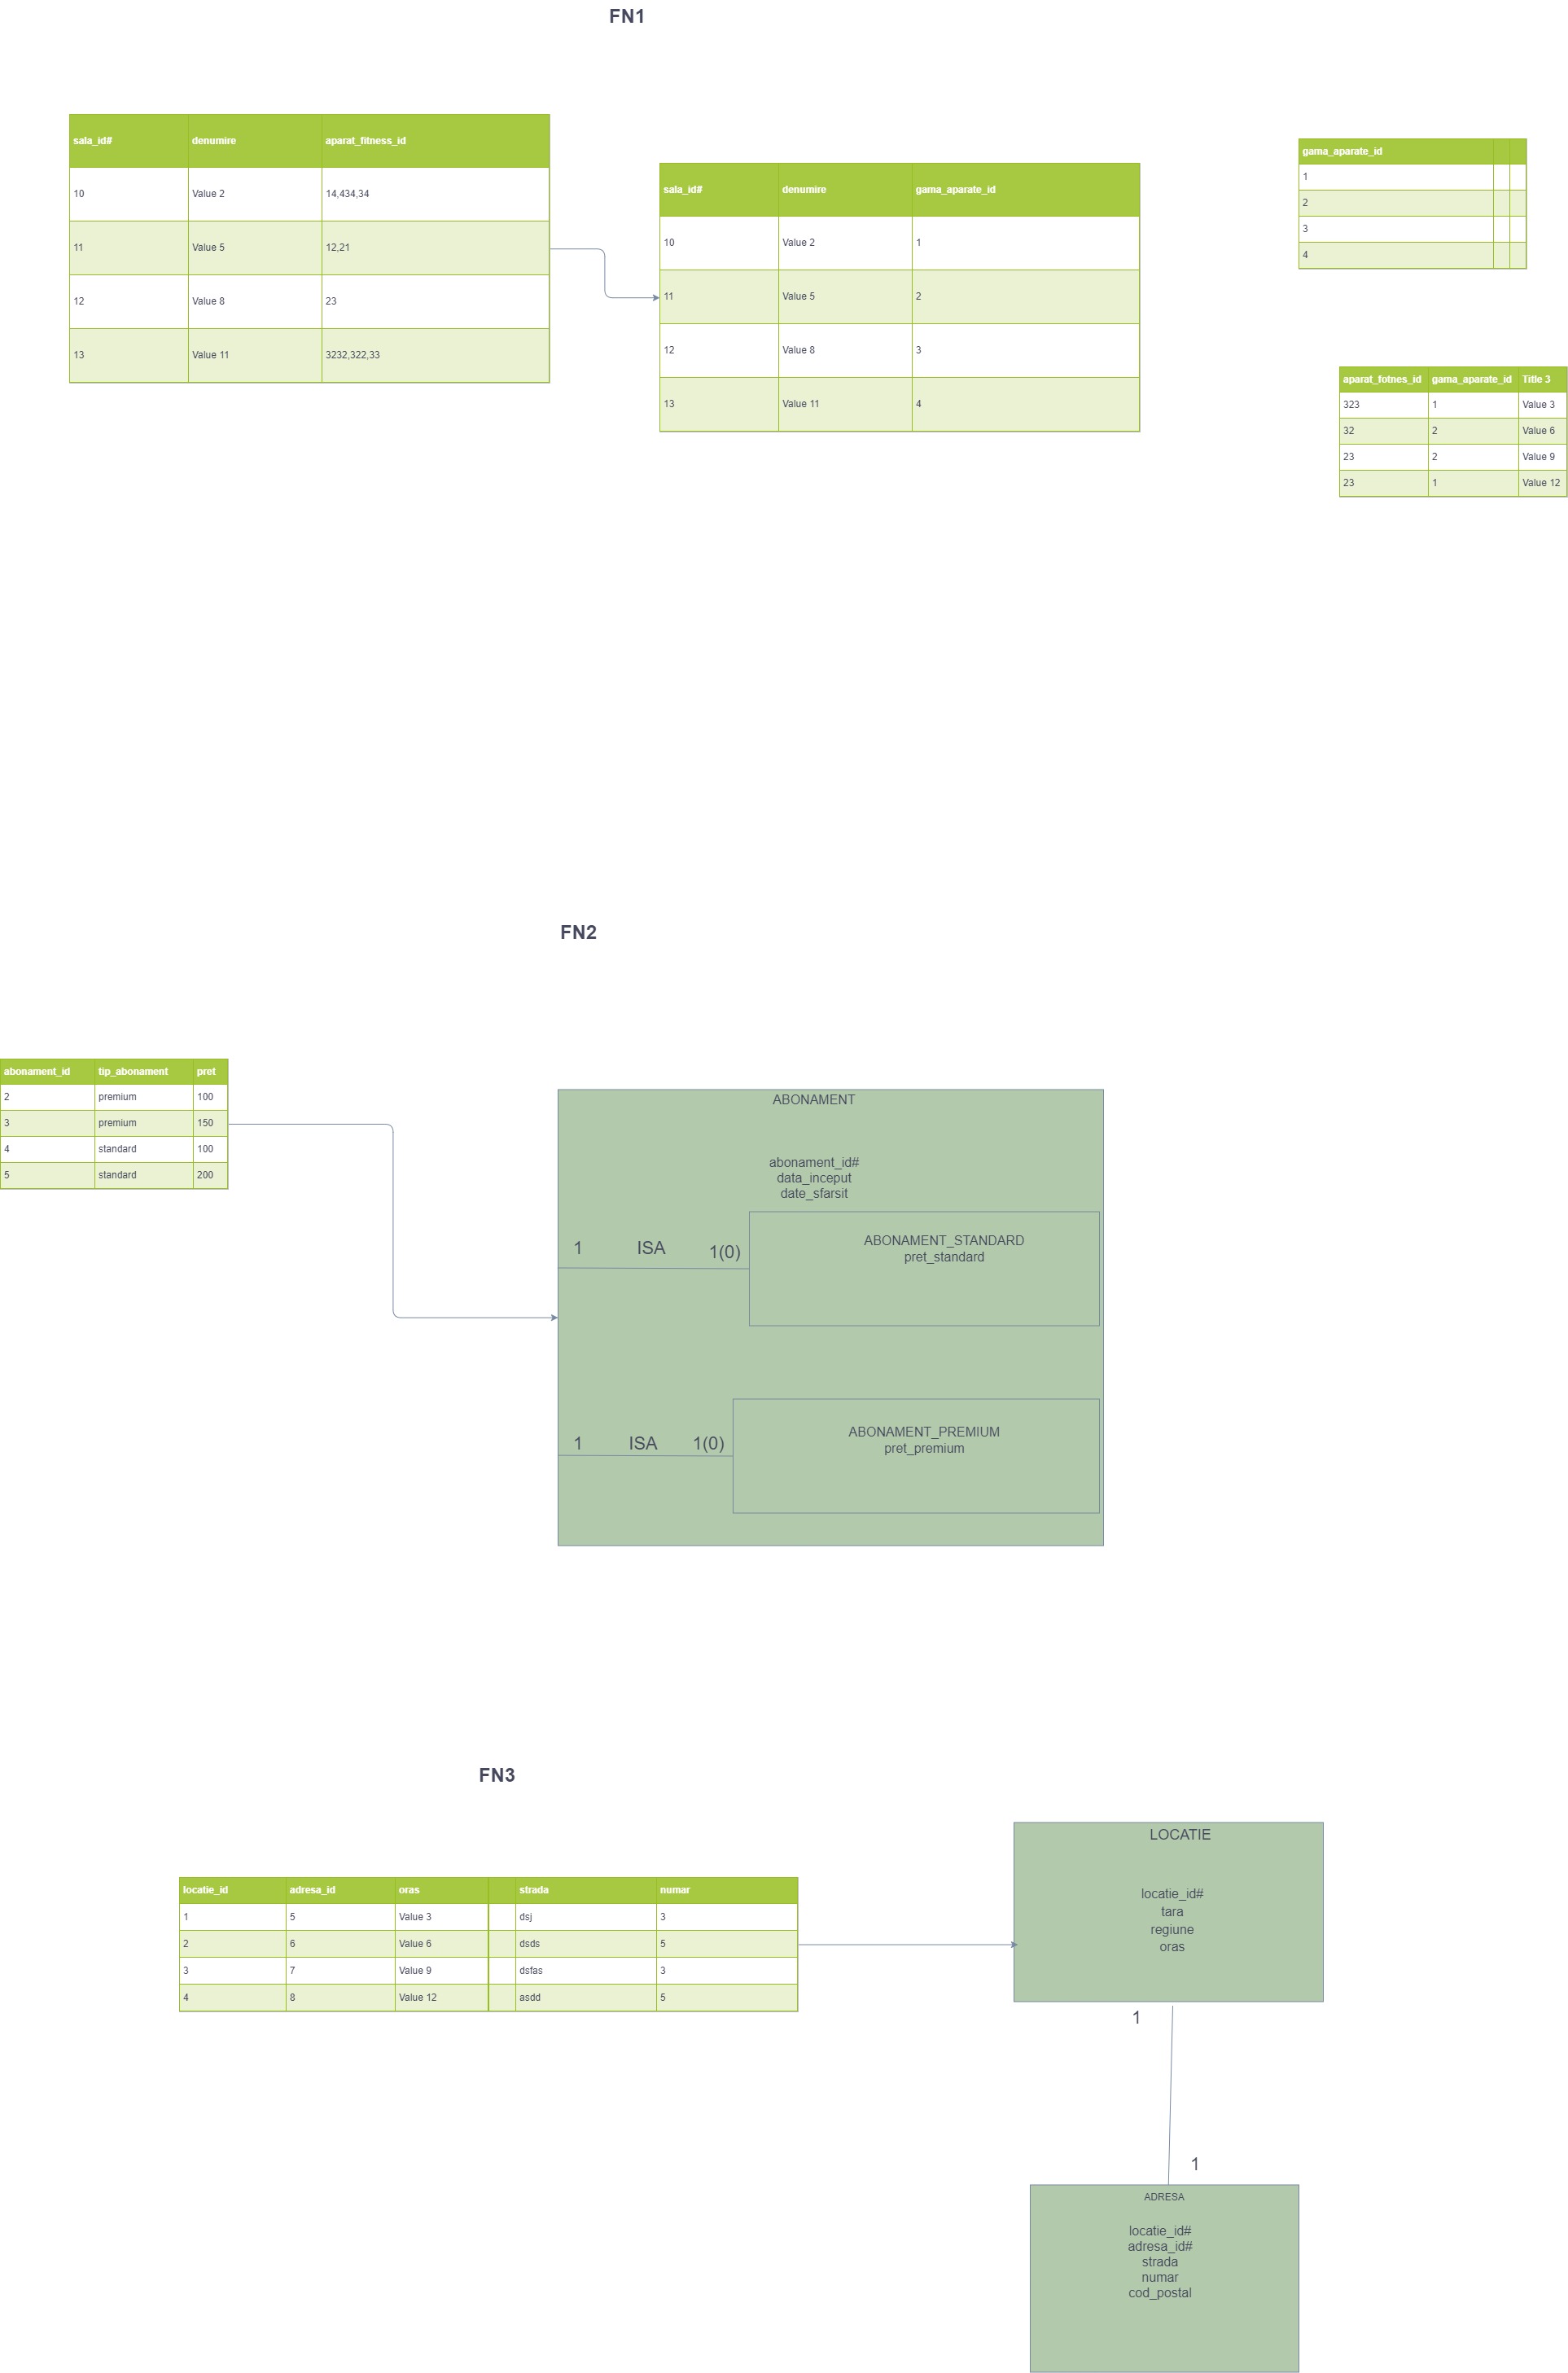 FN1
sala_id# denumire aparat_fitness_id
10 Value 2 14,434,34
11 Value 5 12,21
12 Value 8 23
13 Value 11 3232,322,33
sala_id# denumire gama_aparate_id
10 Value 2 1
11 Value 5 2
12 Value 8 3
13 Value 11 4
gama_aparate_id
1
2
3
4
aparat_fotnes_id gama_aparate_id Title 3
323 1 Value 3
32 2 Value 6
23 2 Value 9
23 1 Value 12
FN2
abonament_id tip_abonament pret
2 premium 100
3 premium 150
4 standard 100
5 standard 200
ABONAMENT
abonament_id#
data_inceput
date_sfarsit
1 ISA 1(0)
ABONAMENT_STANDARD
pret_standard
1 ISA 1(0)
ABONAMENT_PREMIUM
pret_premium
FN3
locatie_id adresa_id oras strada numar
1 5 Value 3 dsj 3
2 6 Value 6 dsds 5
3 7 Value 9 dsfas 3
4 8 Value 12 asdd 5
LOCATIE
locatie_id#
tara
regiune
oras
1
1
ADRESA
locatie_id#
adresa_id#
strada
numar
cod_postal